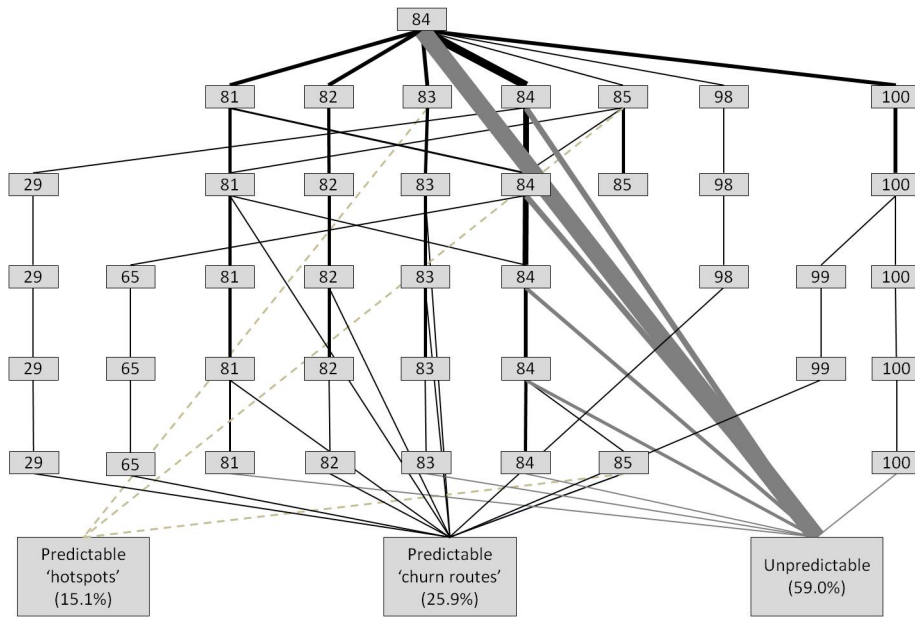 84
81 82 83 84 85 98 100
29 81 82 83 84 85 98 100
29 65 81 82 83 84 98 99 100
29 65 81 82 83 84 99 100
29 65 81 82 83 84 85 100
Predictable
'hotspots'
(15.1%)
Predictable
'churn routes'
(25.9%)
Unpredictable
(59.0%)